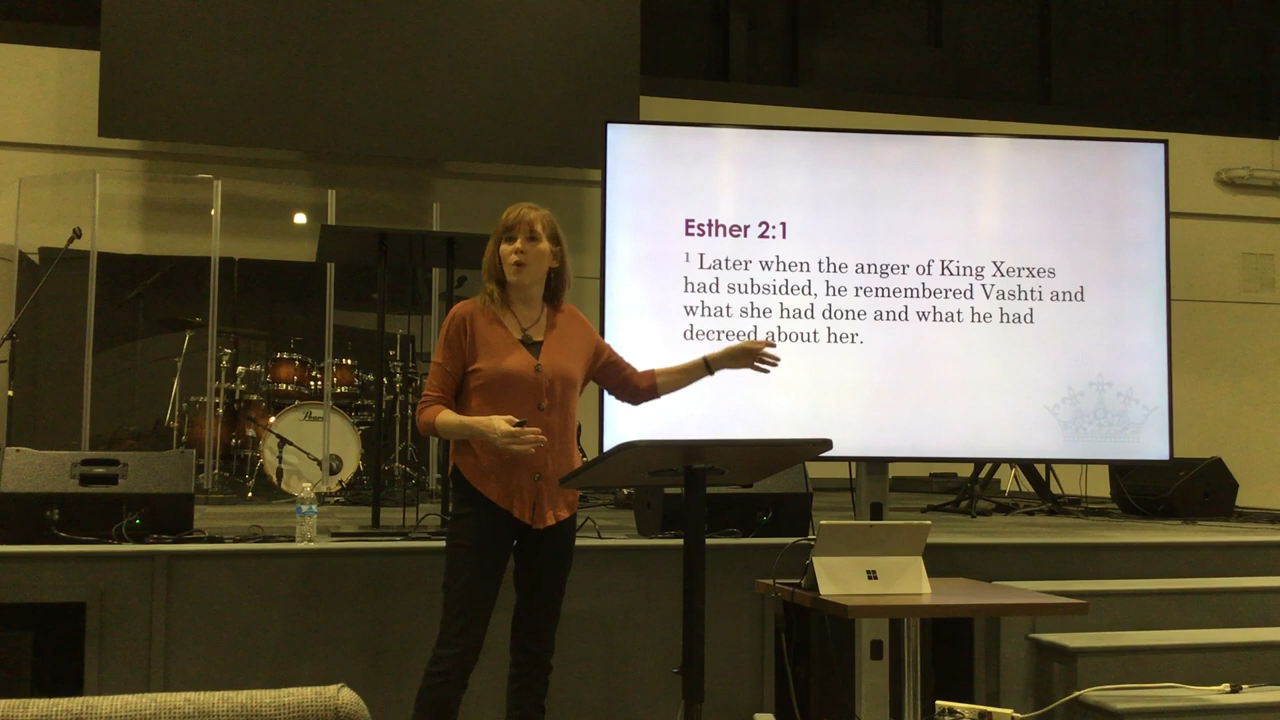 Esther 2:1
1 Later when the anger of King Xerxes
had subsided, he remembered Vashti and
what she had done and what he had
decreed about her.
Pearl